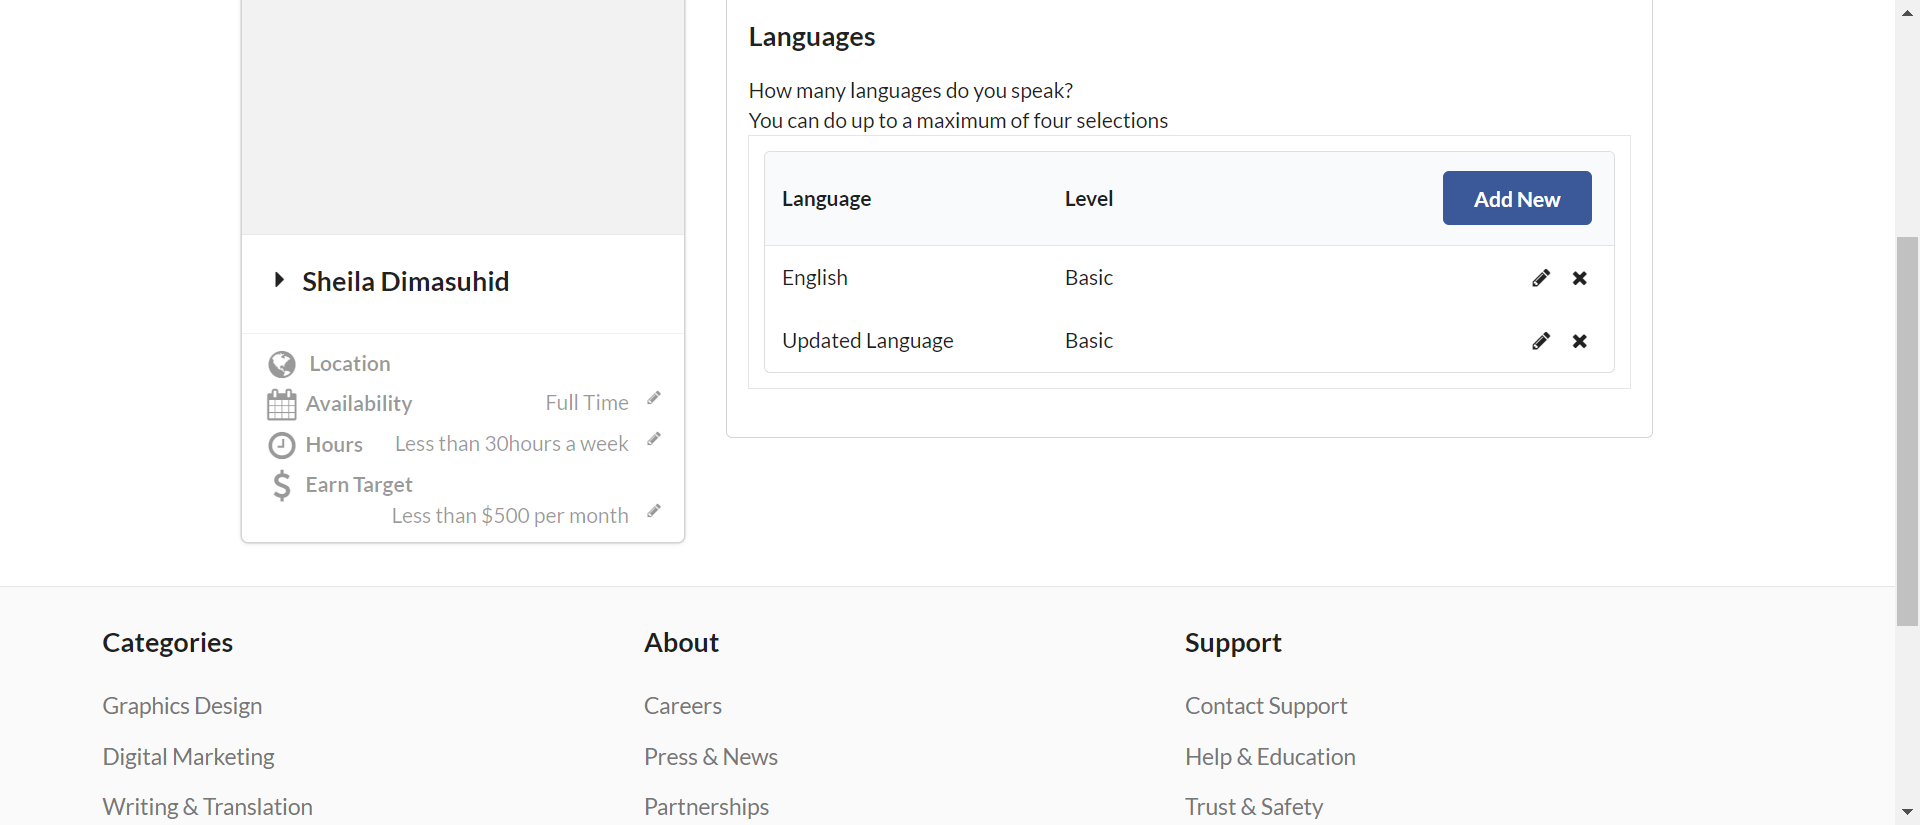 Languages
How many languages do you speak?
You can do up to a maximum of four selections
Language Level Add New
English Basic
Updated Language Basic
Sheila Dimasuhid
Location
Availability Full Time
Hours Less than 30hours a week
Earn Target
Less than $500 per month
Categories
Graphics Design
Digital Marketing
Writing & Translation
About
Careers
Press & News
Partnerships
Support
Contact Support
Help & Education
Trust & Safety